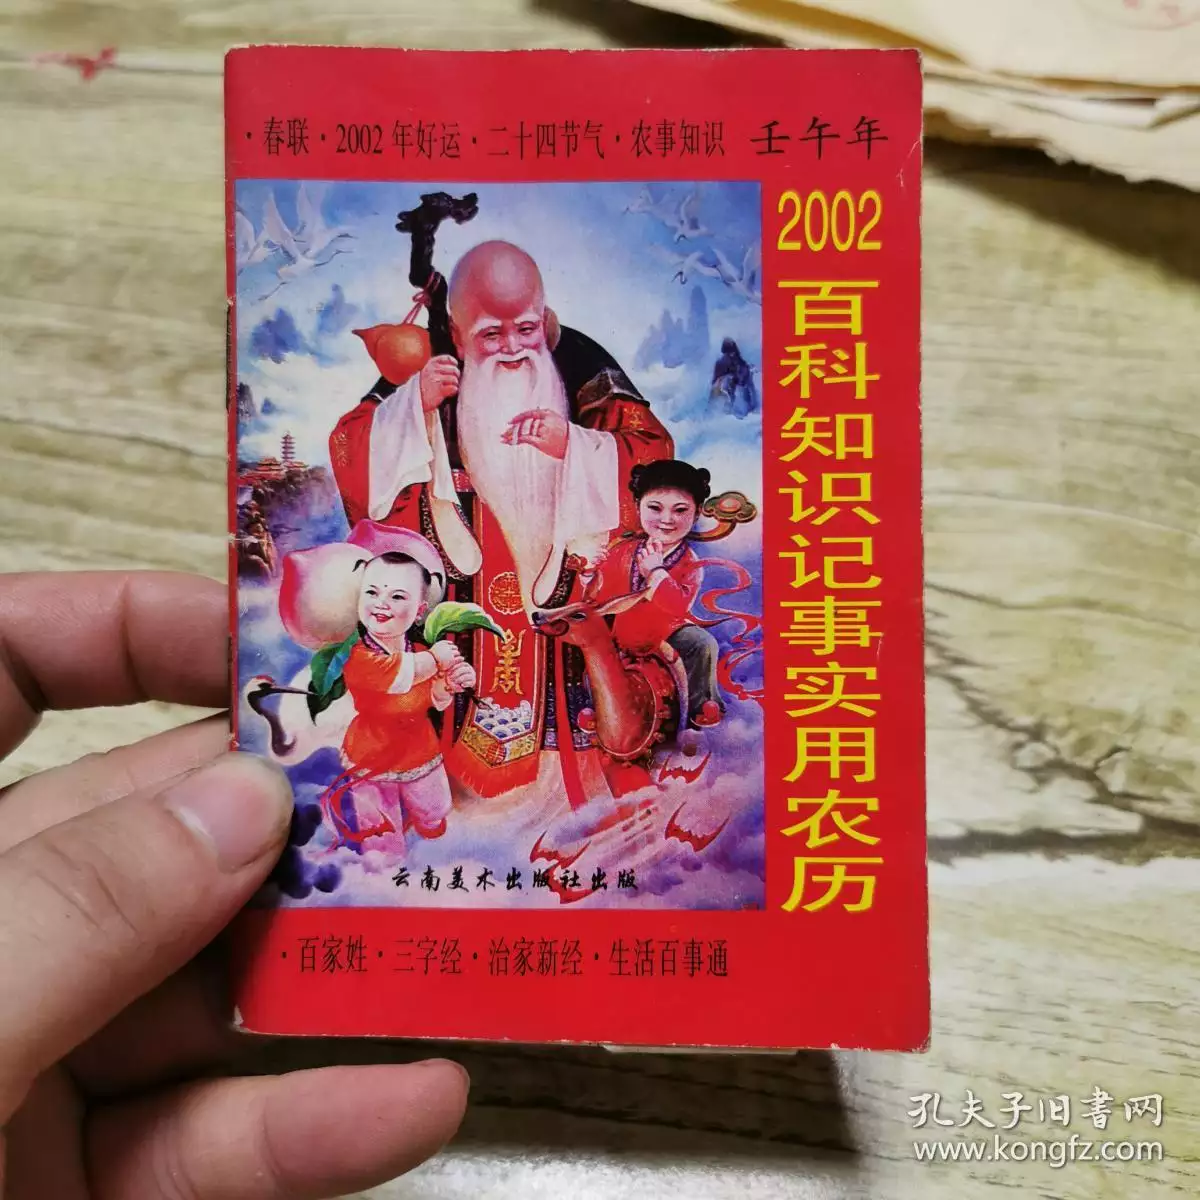 ·春联·2002年好运·二十四节气·农事知识 壬午年
2002
百科知识记事实用农历
云南美术出版社出版
·百家姓·三字经·治家新经·生活百事通
孔夫子旧书网
www.kongfz.com